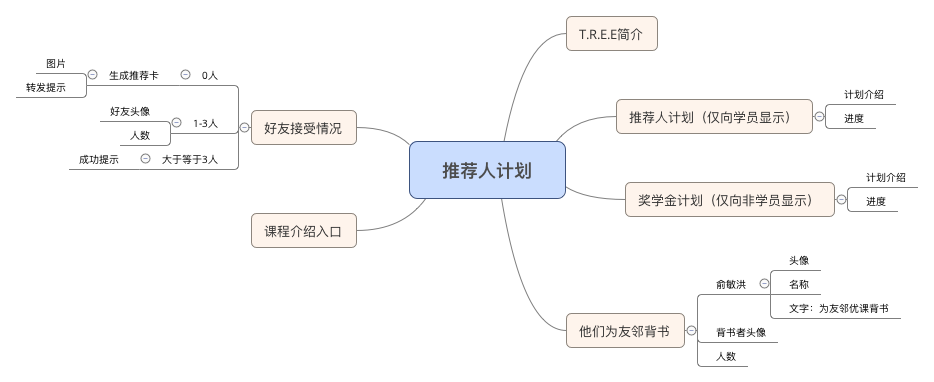 推荐人计划
T.R.E.E简介
推荐人计划（仅向学员显示）
计划介绍
进度
奖学金计划（仅向非学员显示）
计划介绍
进度
他们为友邻背书
俞敏洪
头像
名称
文字：为友邻优课背书
背书者头像
人数
好友接受情况
0人
生成推荐卡
图片
转发提示
1-3人
好友头像
人数
大于等于3人
成功提示
课程介绍入口